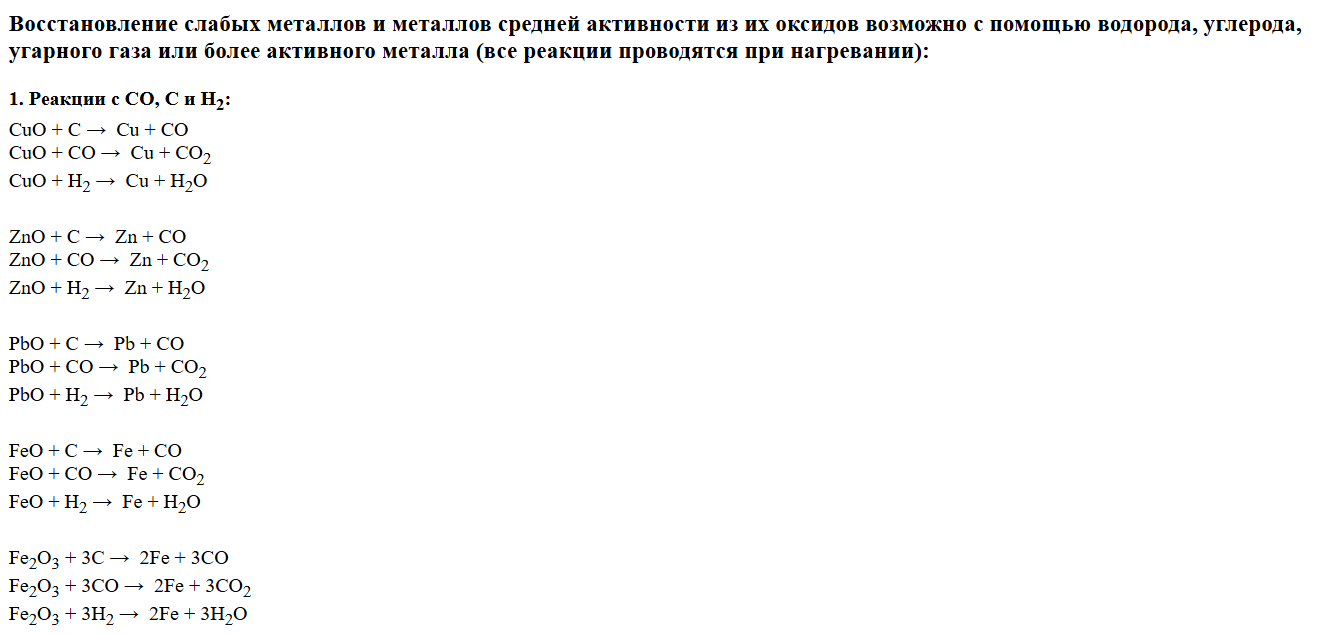 Восстановление слабых металлов и металлов средней активности из их оксидов возможно с помощью водорода, углерода,
угарного газа или более активного металла (все реакции проводятся при нагревании):
1. Реакции с CO, C и H₂:
CuO + C → Cu + CO
CuO + CO → Cu + CO₂
CuO + H₂ → Cu + H₂O
ZnO + C → Zn + CO
ZnO + CO → Zn + CO₂
ZnO + H₂ → Zn + H₂O
PbO + C → Pb + CO
PbO + CO → Pb + CO₂
PbO + H₂ → Pb + H₂O
FeO + C → Fe + CO
FeO + CO → Fe + CO₂
FeO + H₂ → Fe + H₂O
Fe₂O₃ + 3C → 2Fe + 3CO
Fe₂O₃ + 3CO → 2Fe + 3CO₂
Fe₂O₃ + 3H₂ → 2Fe + 3H₂O